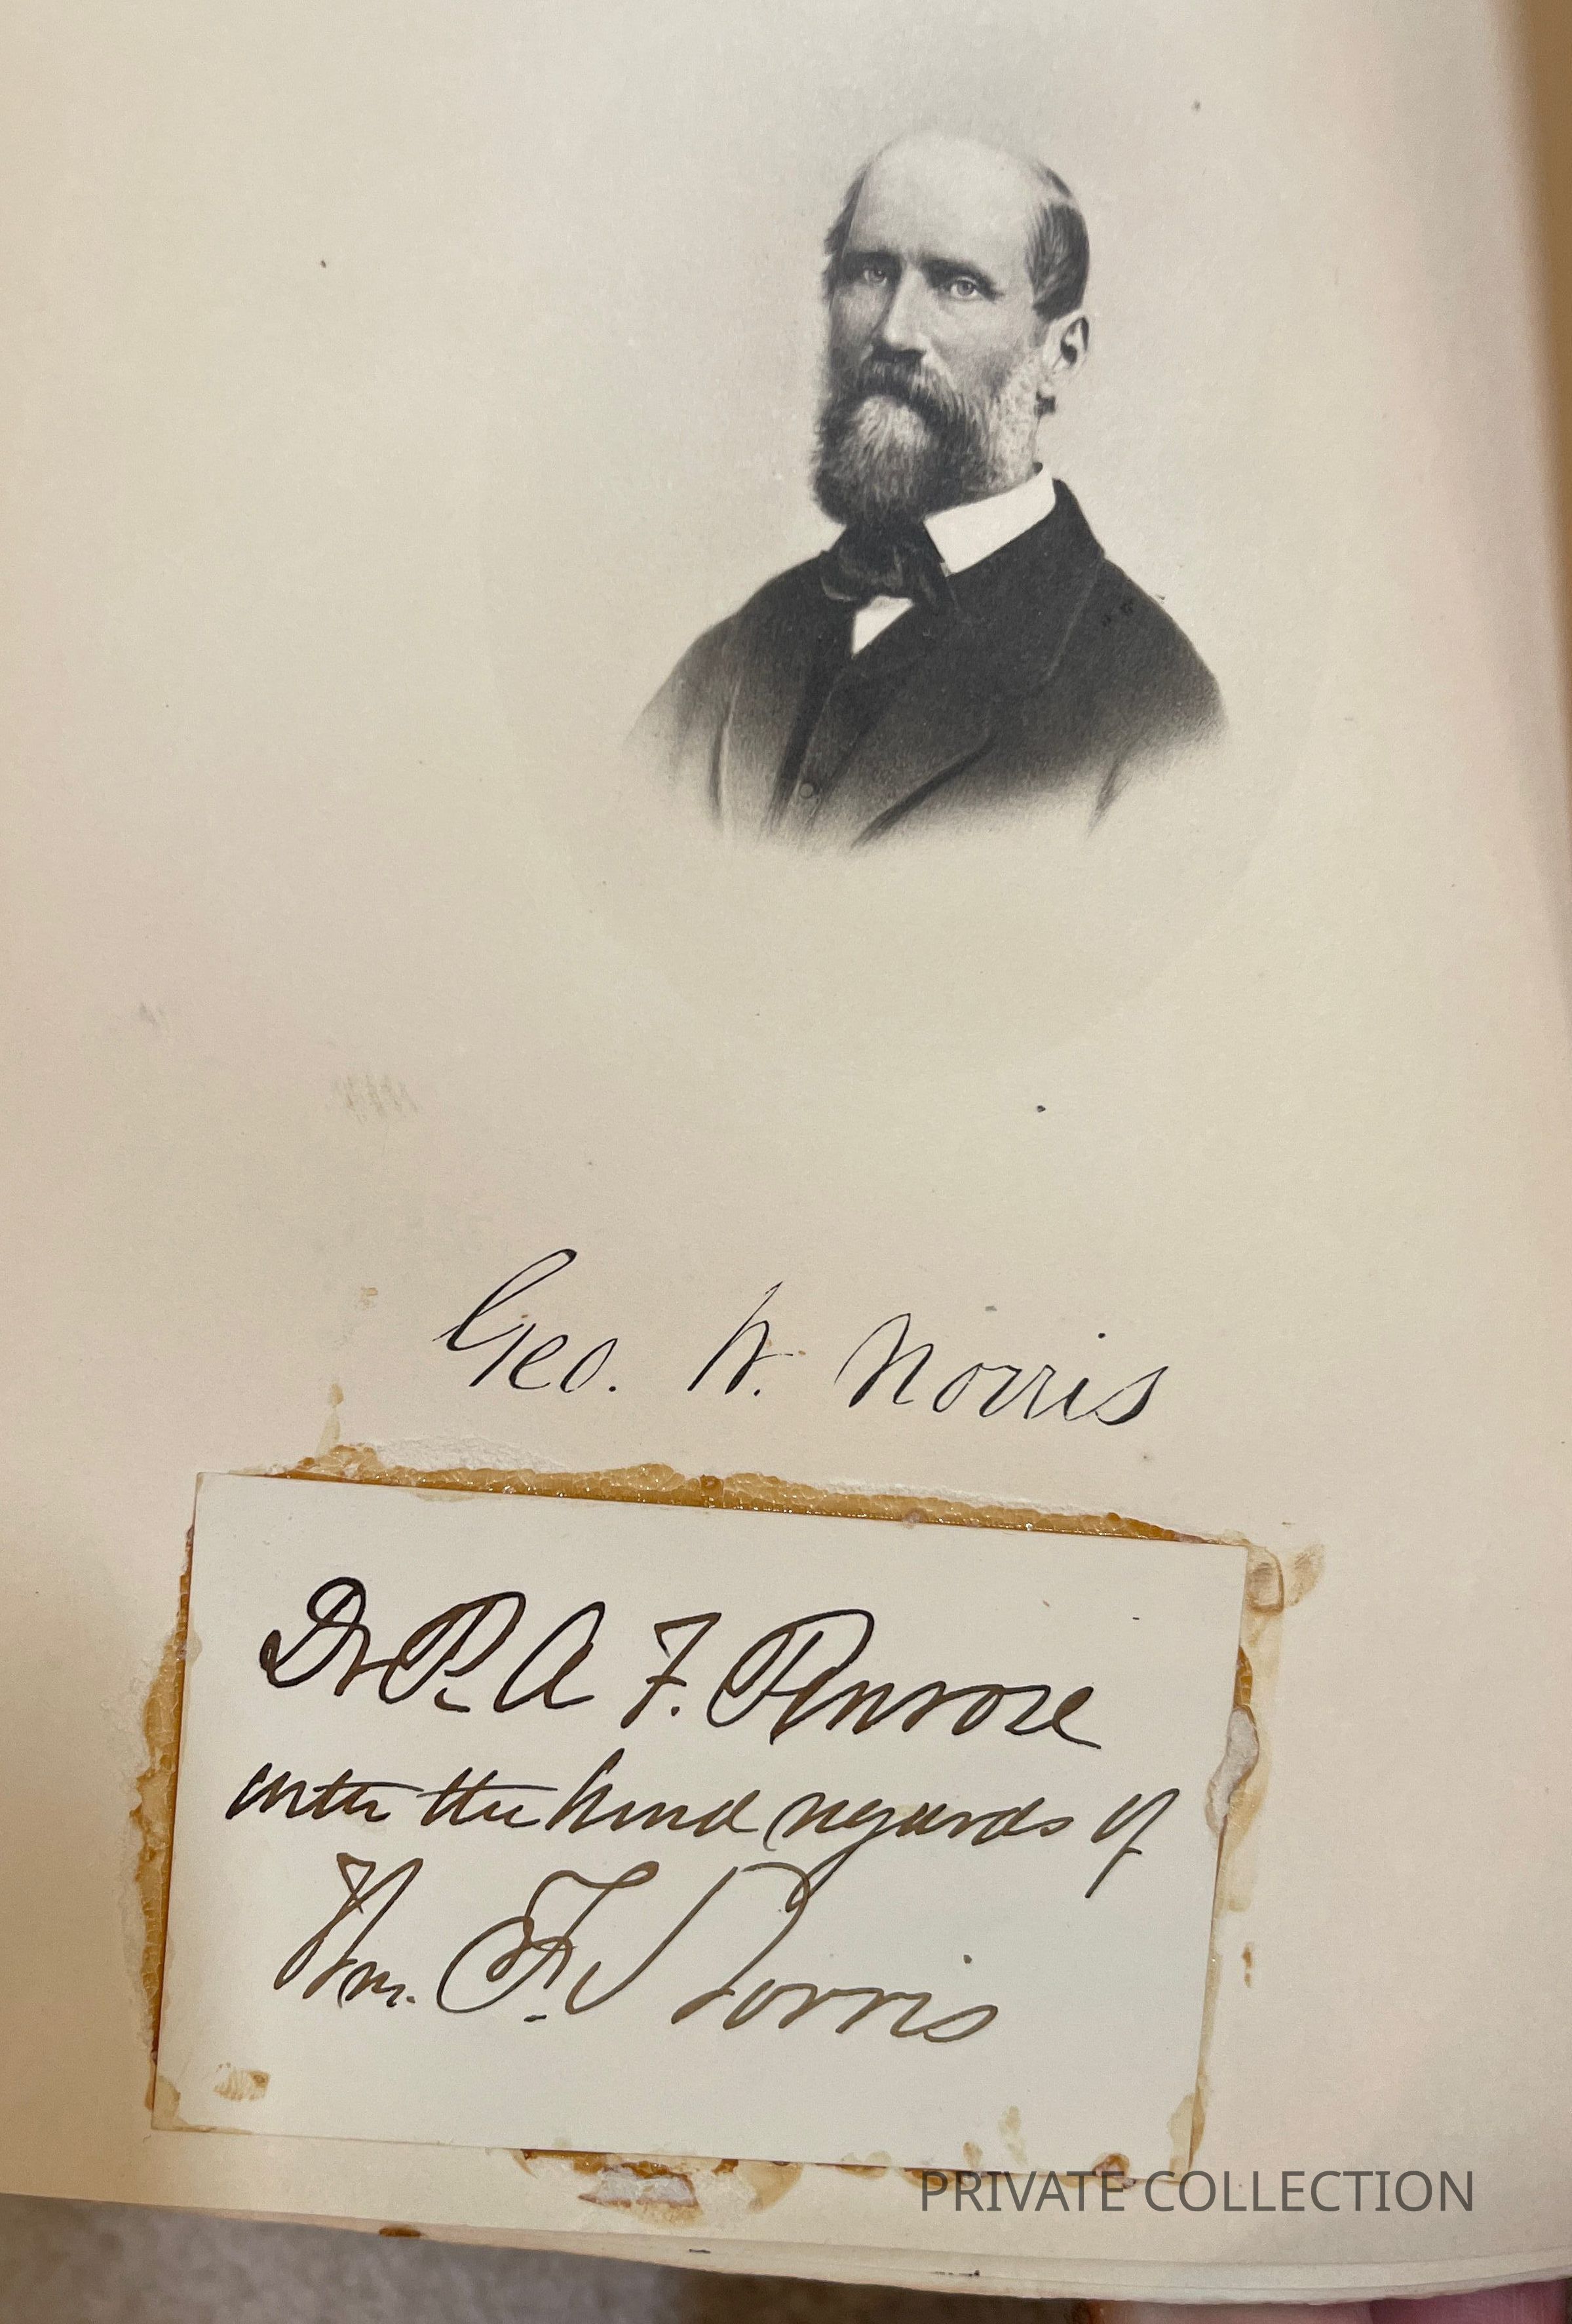 Geo. W. Norris
Dr R. A F. Penrose
with the kind regards of
Wm. F. Norris
PRIVATE COLLECTION